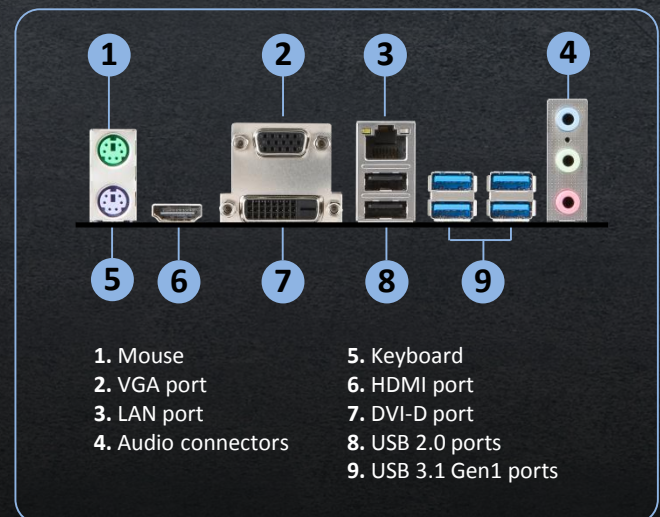 1
2
3
4
5
6
7
8
9
1. Mouse
2. VGA port
3. LAN port
4. Audio connectors
5. Keyboard
6. HDMI port
7. DVI-D port
8. USB 2.0 ports
9. USB 3.1 Gen1 ports